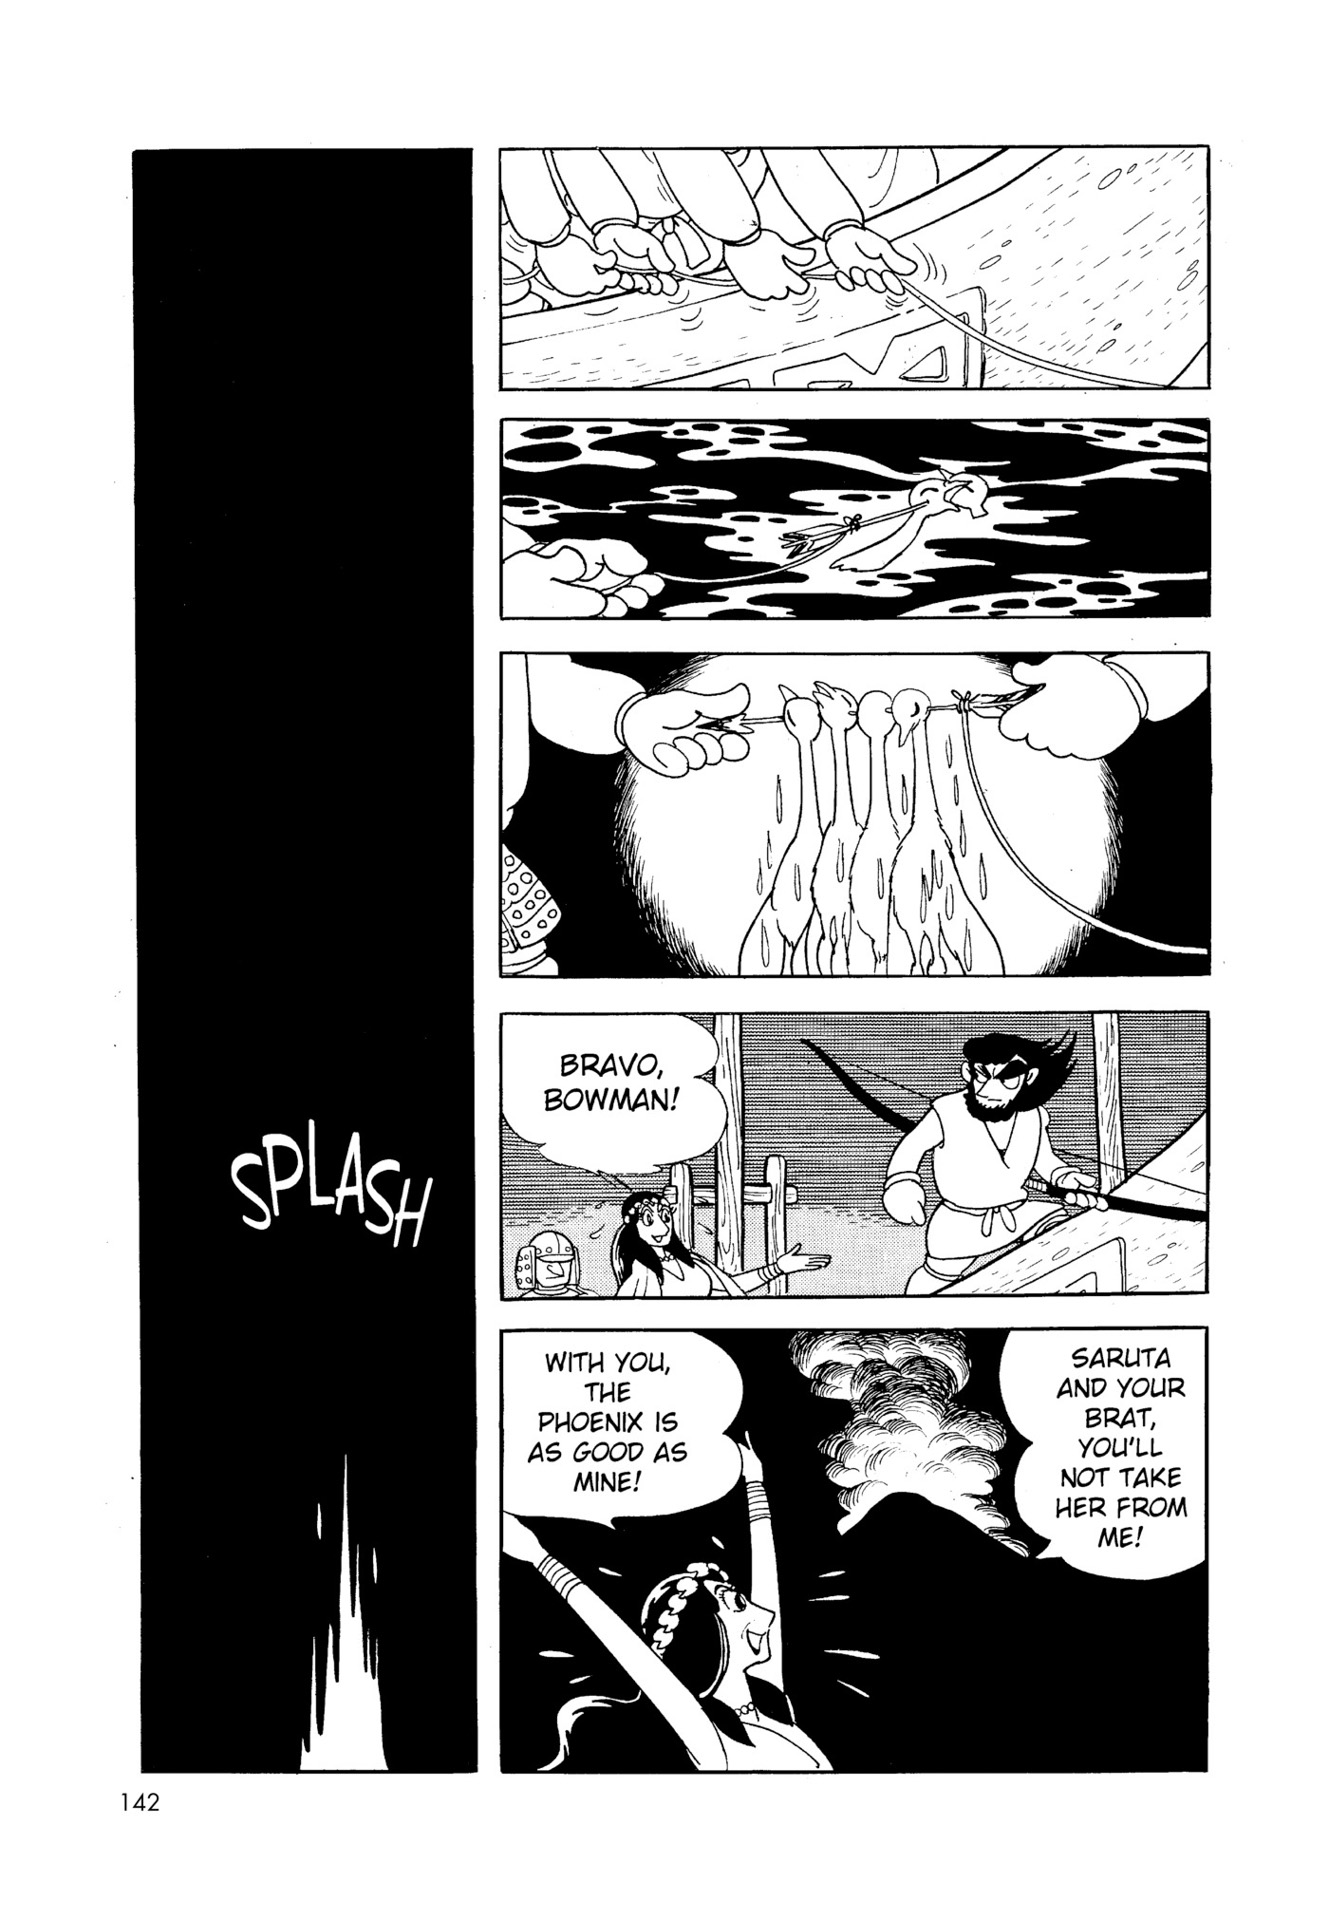 SPLASH
BRAVO,
BOWMAN!
WITH YOU,
THE
PHOENIX IS
AS GOOD AS
MINE!
SARUTA
AND YOUR
BRAT,
YOU'LL
NOT TAKE
HER FROM
ME!
142